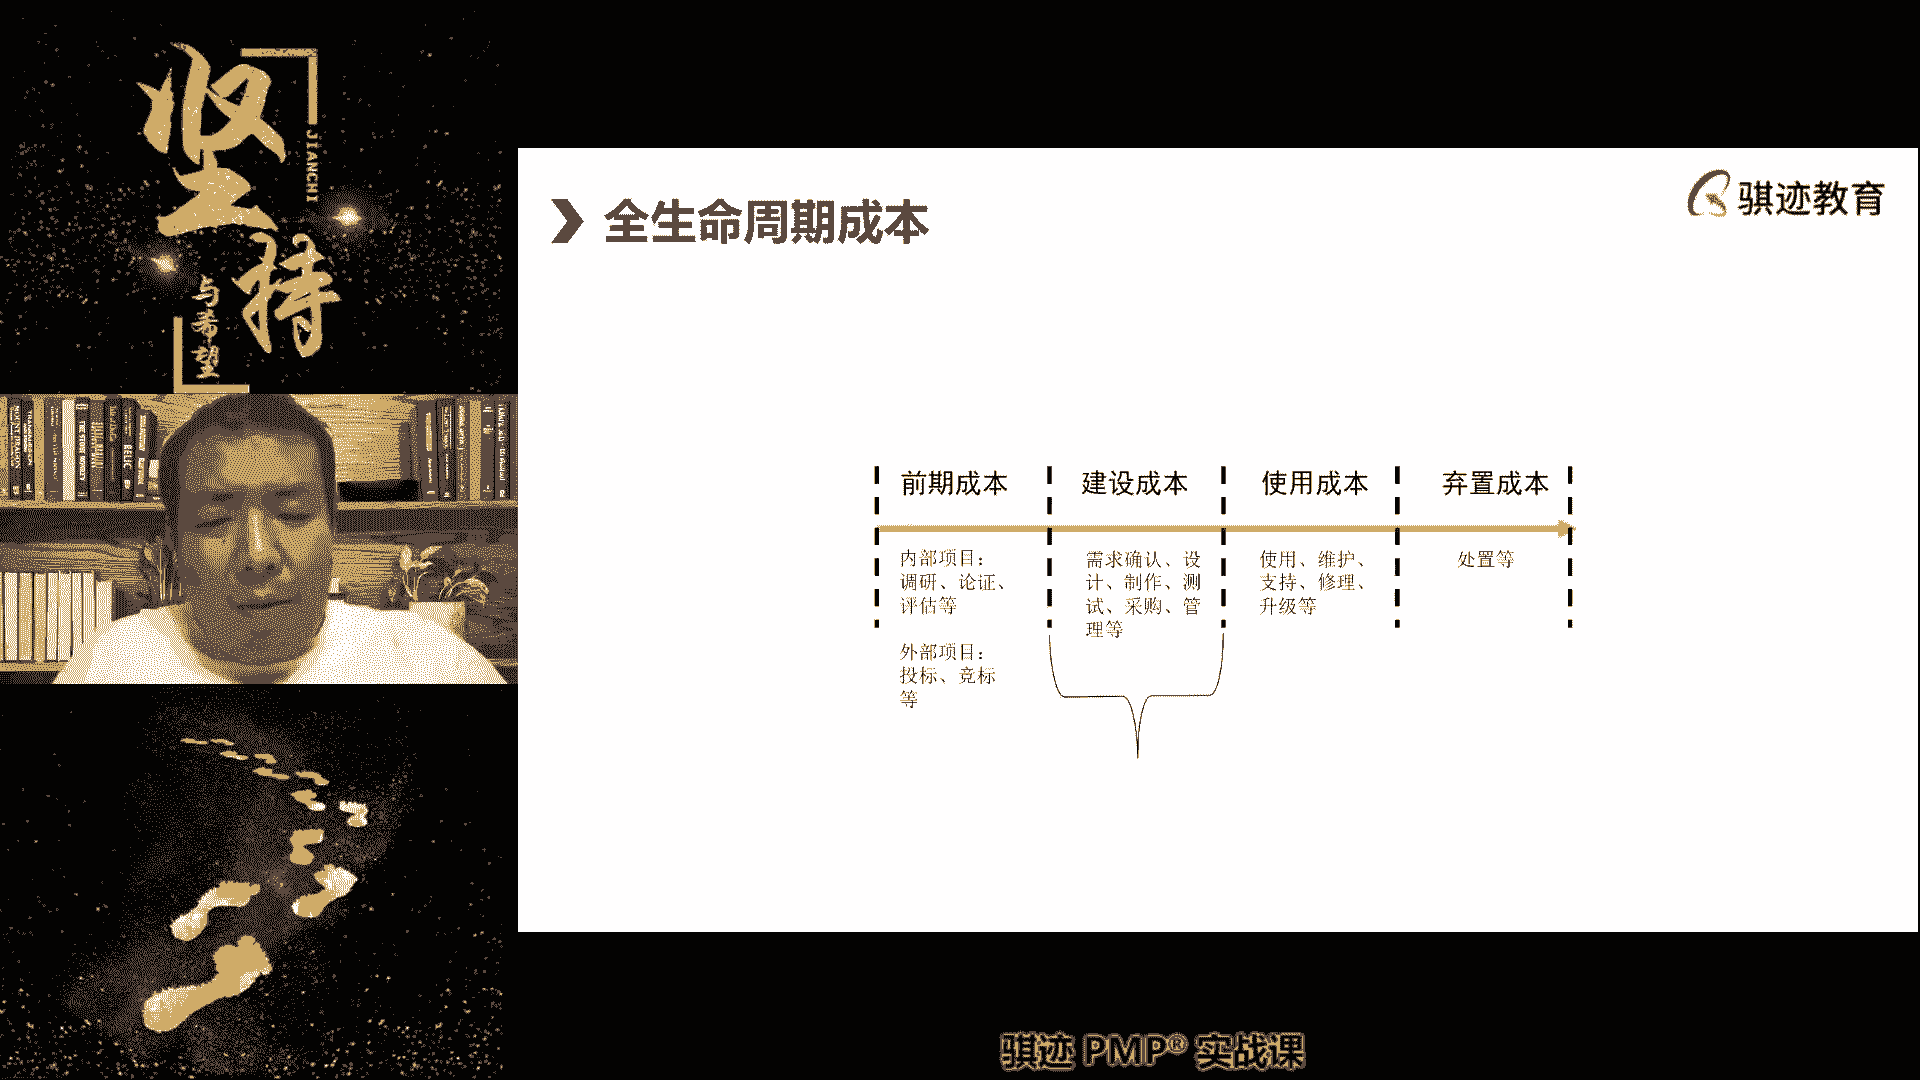 坚持
JIANCHI
与希望
骐迹教育
全生命周期成本
前期成本
建设成本
使用成本
弃置成本
内部项目：
调研、论证、
评估等
外部项目：
投标、竞标
等
需求确认、设
计、制作、测
试、采购、管
理等
使用、维护、
支持、修理、
升级等
处置等
骐迹 PMP® 实战课